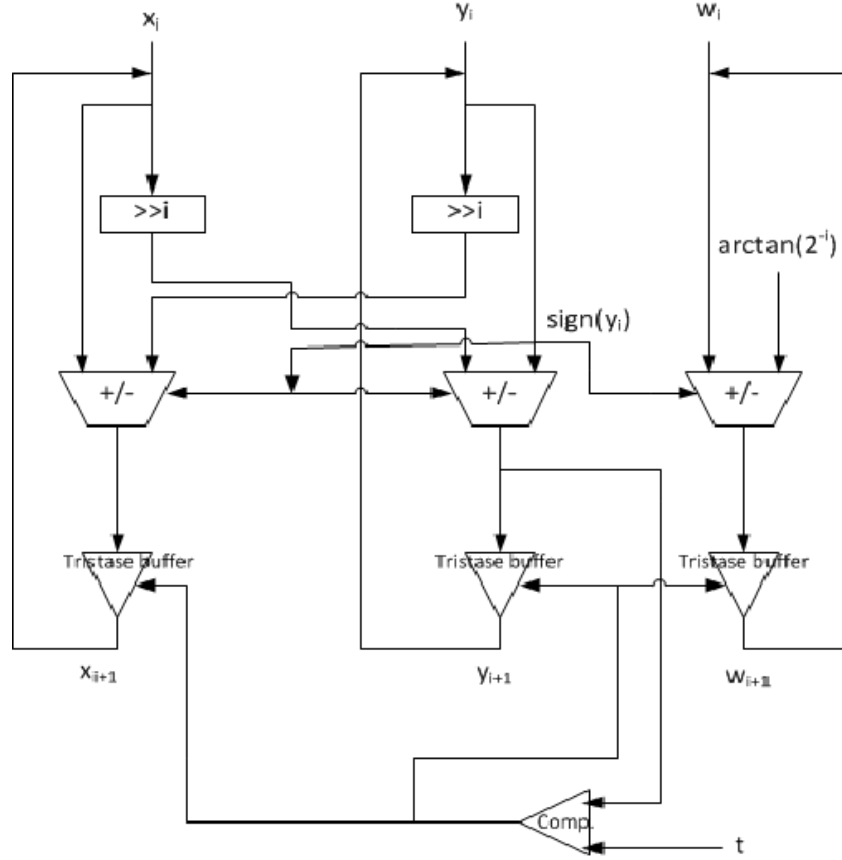 xᵢ
yᵢ
wᵢ
>>i
>>i
arctan(2⁻ⁱ)
sign(yᵢ)
+/-
+/-
+/-
Tristase buffer
Tristase buffer
Tristase buffer
xᵢᵢ₊₁
yᵢ₊₁
wᵢ₊₁
Comp.
t